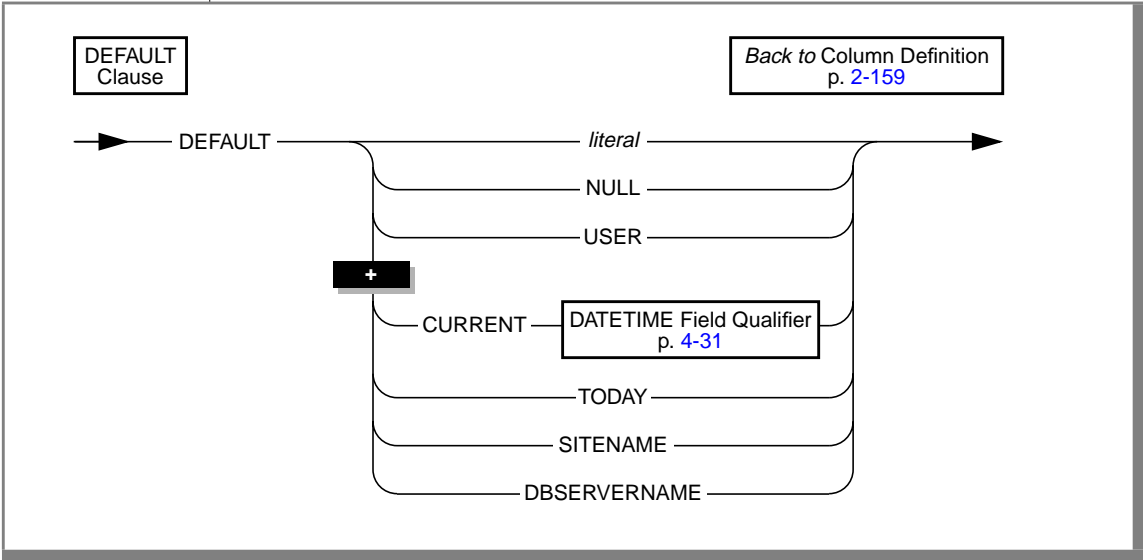 DEFAULT
Clause
Back to Column Definition
p. 2-159
DEFAULT
literal
NULL
USER
+
CURRENT
DATETIME Field Qualifier
p. 4-31
TODAY
SITENAME
DBSERVERNAME